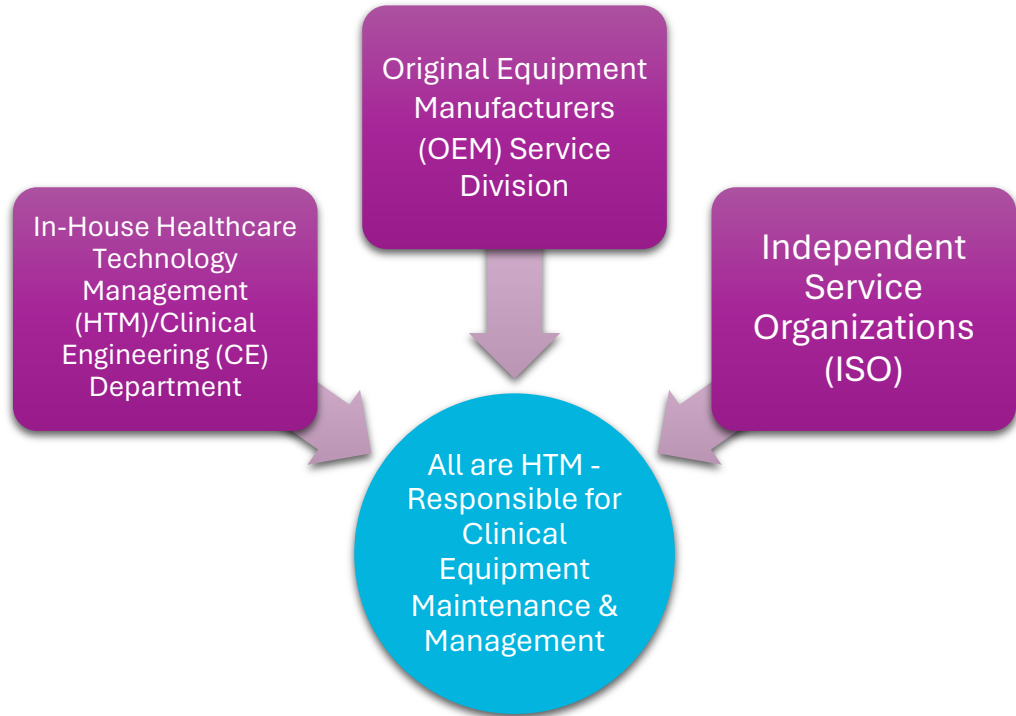 Original Equipment
Manufacturers
(OEM) Service
Division
In-House Healthcare
Technology
Management
(HTM)/Clinical
Engineering (CE)
Department
Independent
Service
Organizations
(ISO)
All are HTM -
Responsible for
Clinical
Equipment
Maintenance &
Management